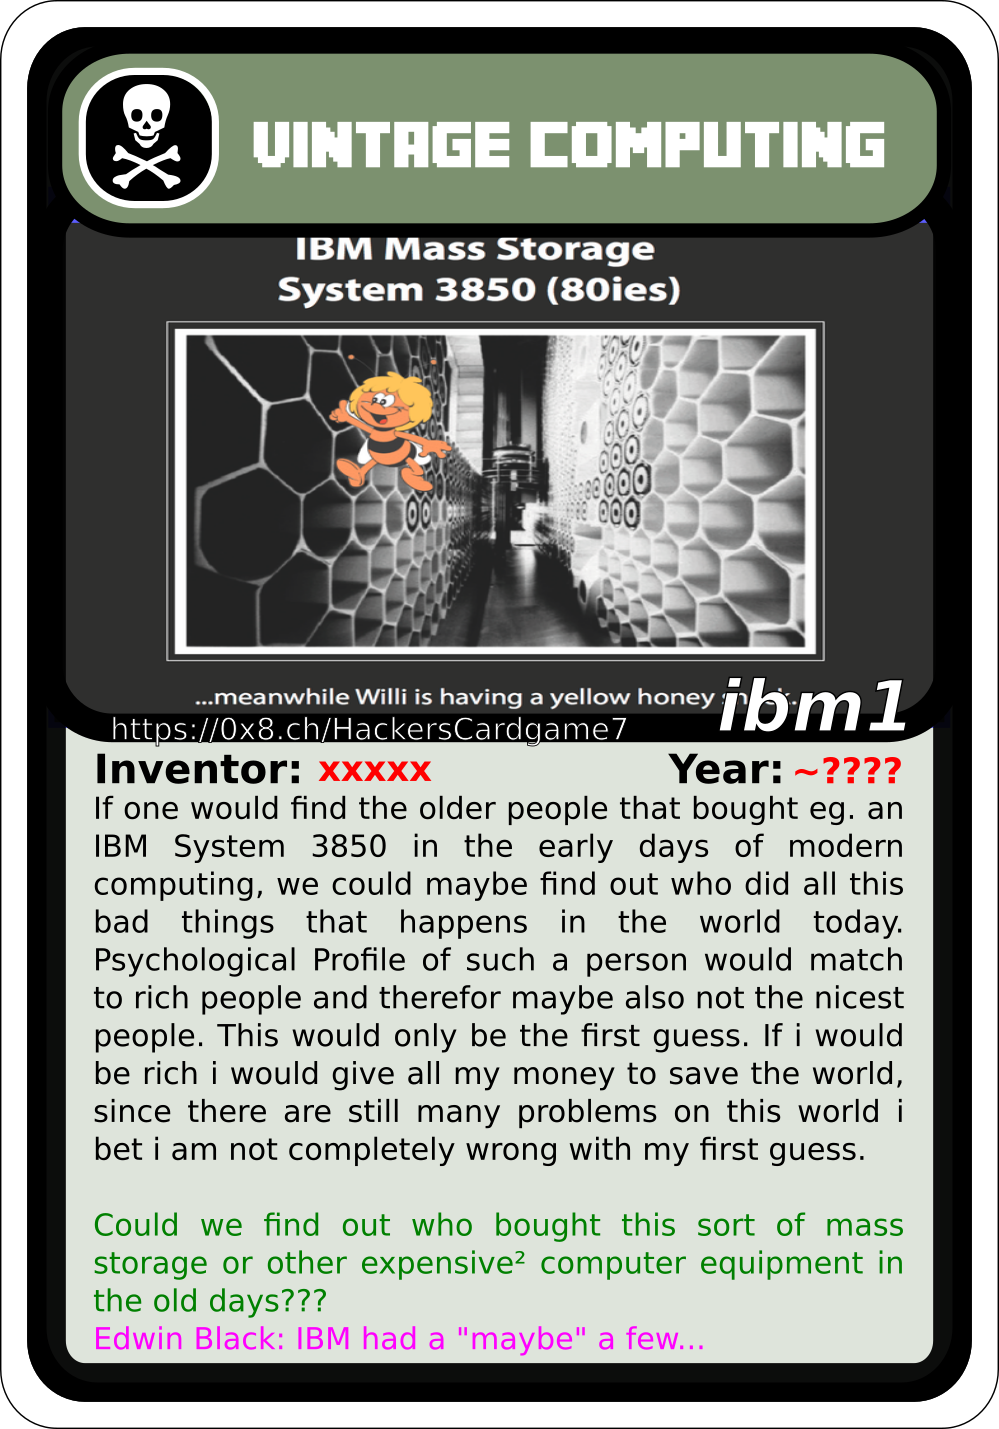 VINTAGE COMPUTING
IBM Mass Storage
System 3850 (80ies)
...meanwhile Willi is having a yellow honey
ibm1
https://0x8.ch/HackersCardgame7
Inventor: xxxxx Year: ~????
If one would find the older people that bought eg. an
IBM System 3850 in the early days of modern
computing, we could maybe find out who did all this
bad things that happens in the world today.
Psychological Profile of such a person would match
to rich people and therefor maybe also not the nicest
people. This would only be the first guess. If i would
be rich i would give all my money to save the world,
since there are still many problems on this world i
bet i am not completely wrong with my first guess.
Could we find out who bought this sort of mass
storage or other expensive² computer equipment in
the old days???
Edwin Black: IBM had a "maybe" a few...